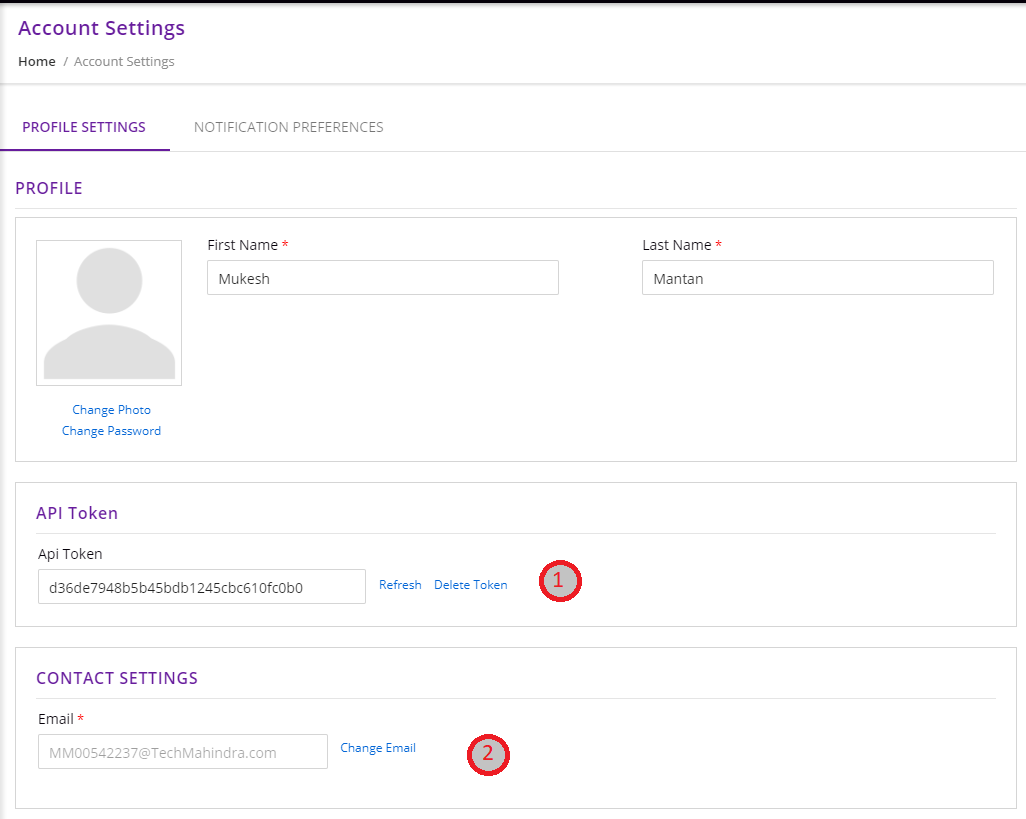 Account Settings
Home / Account Settings
PROFILE SETTINGS NOTIFICATION PREFERENCES
PROFILE
First Name * Last Name *
Mukesh Mantan
Change Photo
Change Password
API Token
Api Token
d36de7948b5b45bdb1245cbc610fc0b0 Refresh Delete Token 1
CONTACT SETTINGS
Email *
MM00542237@TechMahindra.com Change Email 2